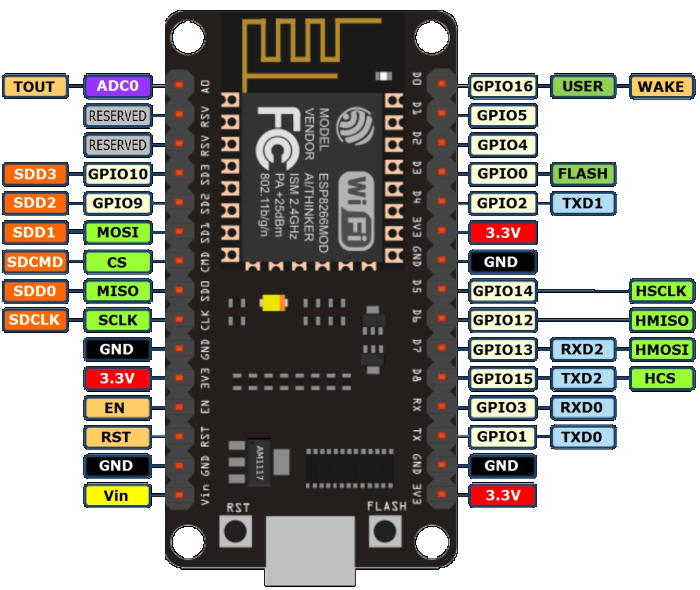 TOUT ADC0 A0 D0 GPIO16 USER WAKE
RESERVED RSV D1 GPIO5
RESERVED RSV D2 GPIO4
SDD3 GPIO10 SD3 D3 GPIO0 FLASH
SDD2 GPIO9 SD2 D4 GPIO2 TXD1
SDD1 MOSI SD1 3V3 3.3V
SDCMD CS CMD GND GND
SDD0 MISO SDO D5 GPIO14 HSCLK
SDCLK SCLK CLK D6 GPIO12 HMISO
GND GND D7 GPIO13 RXD2 HMOSI
3.3V 3V3 D8 GPIO15 TXD2 HCS
EN EN RX GPIO3 RXD0
RST RST TX GPIO1 TXD0
GND GND GND GND
Vin Vin 3V3 3.3V
MODEL ESP8266MOD
VENDOR AI/THINKER
ISM 2.4GHz
PA +25dBm
802.11b/g/n
FC
Wi Fi
AM1117
RST
FLASH